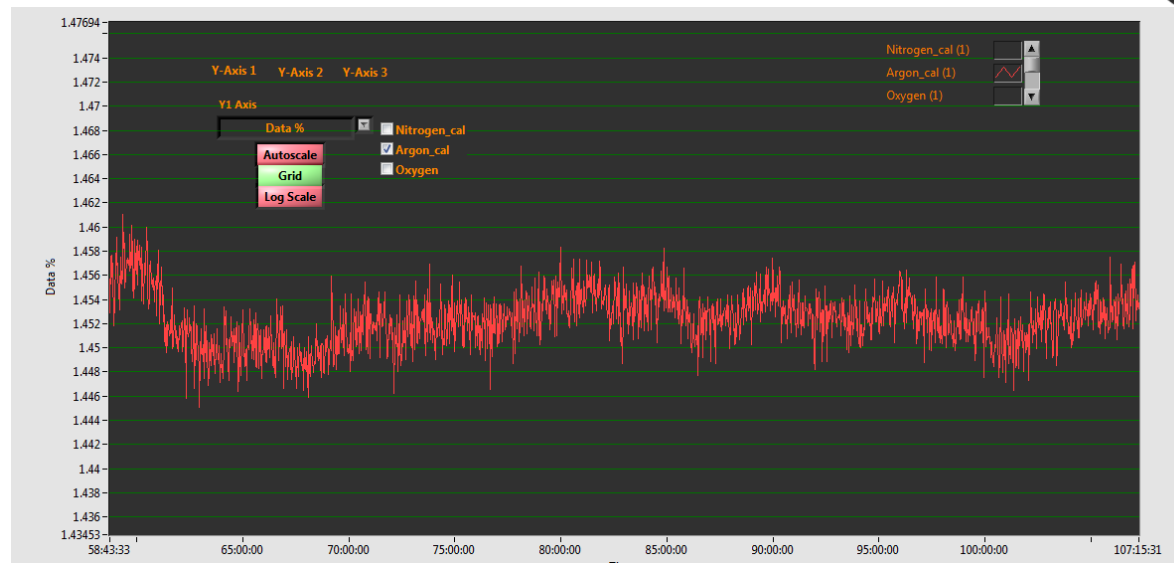 1.47694
1.474
1.472
1.47
1.468
1.466
1.464
1.462
1.46
1.458
1.456
1.454
1.452
1.45
1.448
1.446
1.444
1.442
1.44
1.438
1.436
1.43453
Data %
Y-Axis 1 Y-Axis 2 Y-Axis 3
Y1 Axis
Data %
Autoscale
Grid
Log Scale
Nitrogen_cal
Argon_cal
Oxygen
Nitrogen_cal (1)
Argon_cal (1)
Oxygen (1)
58:43:33 65:00:00 70:00:00 75:00:00 80:00:00 85:00:00 90:00:00 95:00:00 100:00:00 107:15:31